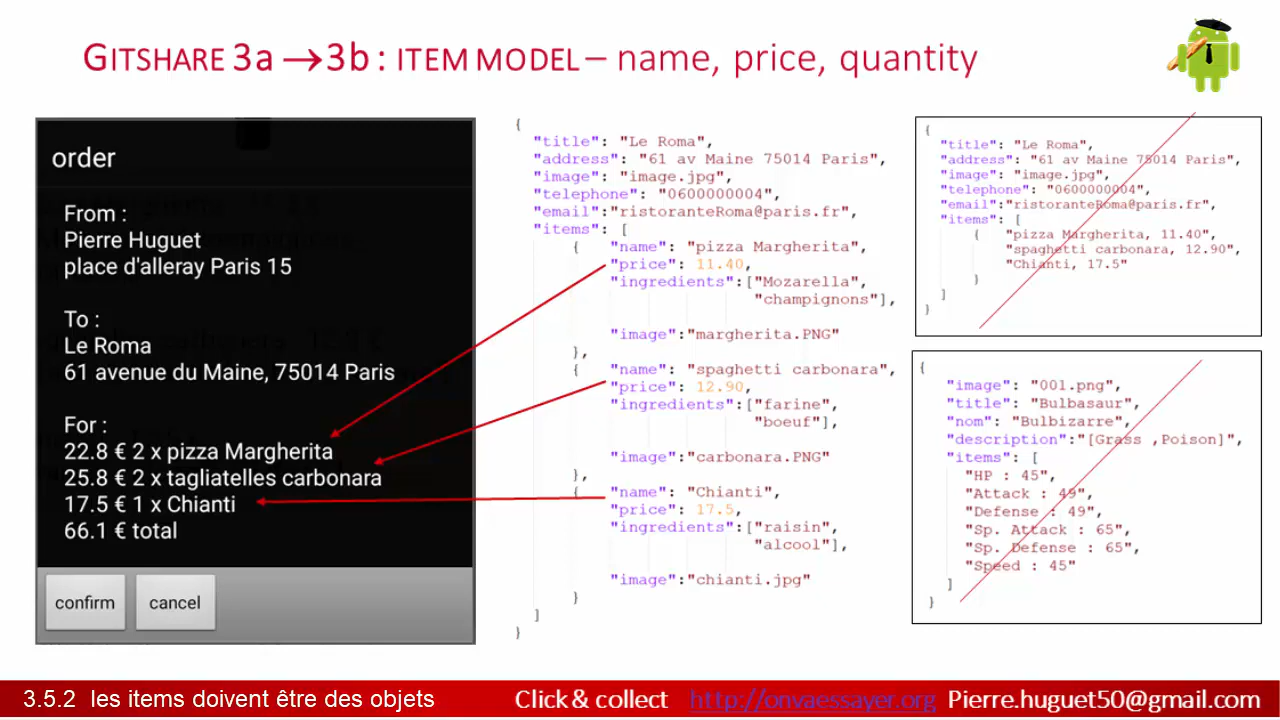 GITSHARE 3a →3b : ITEM MODEL – name, price, quantity
order
From :
Pierre Huguet
place d'alleray Paris 15
To :
Le Roma
61 avenue du Maine, 75014 Paris
For :
22.8 € 2 x pizza Margherita
25.8 € 2 x tagliatelles carbonara
17.5 € 1 x Chianti
66.1 € total
confirm
cancel
{
"title": "Le Roma",
"address": "61 av Maine 75014 Paris",
"image": "image.jpg",
"telephone": "0600000004",
"email":"ristoranteRoma@paris.fr",
"items": [
{ "name": "pizza Margherita",
"price": 11.40,
"ingredients":["Mozarella",
"champignons"],
"image":"margherita.PNG"
},
{ "name": "spaghetti carbonara",
"price": 12.90,
"ingredients":["farine",
"boeuf"],
"image":"carbonara.PNG"
},
{ "name": "Chianti",
"price": 17.5,
"ingredients":["raisin",
"alcool"],
"image":"chianti.jpg"
}
]
}
{
"title": "Le Roma",
"address": "61 av Maine 75014 Paris",
"image": "image.jpg",
"telephone": "0600000004",
"email":"ristoranteRoma@paris.fr",
"items": [
{ "pizza Margherita, 11.40",
"spaghetti carbonara, 12.90",
"Chianti, 17.5"
}
]
}
{
"image": "001.png",
"title": "Bulbasaur",
"nom": "Bulbizarre",
"description":"[Grass ,Poison]",
"items": [
"HP : 45",
"Attack : 49",
"Defense : 49",
"Sp. Attack : 65",
"Sp. Defense : 65",
"Speed : 45"
]
}
3.5.2 les items doivent être des objets
Click & collect http://onvaessayer.org Pierre.huguet50@gmail.com